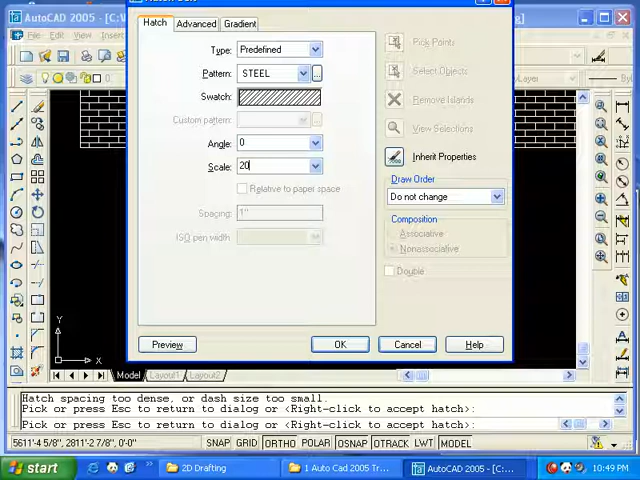 AutoCAD 2005 - [C:\
Hatch
Advanced
Gradient
Type: Predefined
Pattern: STEEL
Swatch:
Custom pattern:
Angle: 0
Scale: 20
Relative to paper space
Spacing: 1"
ISO pen width:
Pick Points
Select Objects
Remove Islands
View Selections
Inherit Properties
Draw Order
Do not change
Composition
Associative
Nonassociative
Double
Preview
OK
Cancel
Help
ByL
Y
X
Model
Layout1
Layout2
Hatch spacing too dense, or dash size too small.
Pick or press Esc to return to dialog or <Right-click to accept hatch>:
Pick or press Esc to return to dialog or <Right-click to accept hatch>:
5611'-4 5/8", 2811'-2 7/8", 0'-0"
SNAP GRID ORTHO POLAR OSNAP OTRACK LWT MODEL
start
2D Drafting
1 Auto Cad 2005 Tr...
AutoCAD 2005 - [C:...
10:49 PM